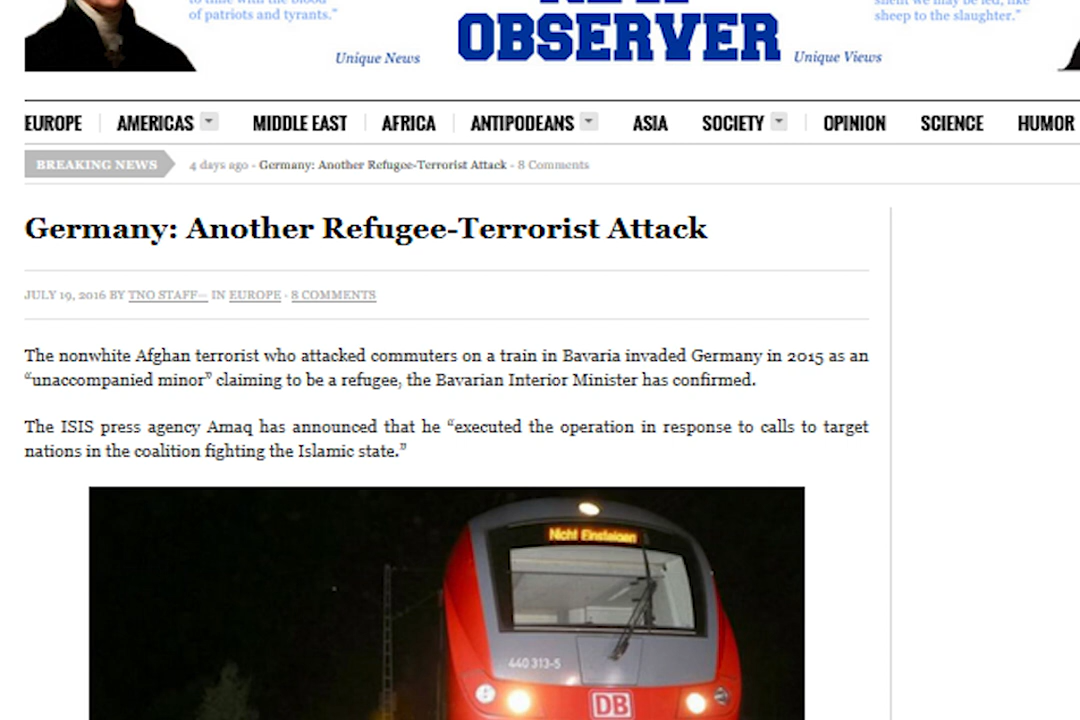 of patriots and tyrants."
sheep to the slaughter."
Unique News
OBSERVER
Unique Views
EUROPE AMERICAS MIDDLE EAST AFRICA ANTIPODEANS ASIA SOCIETY OPINION SCIENCE HUMOR
BREAKING NEWS 4 days ago - Germany: Another Refugee-Terrorist Attack - 8 Comments
Germany: Another Refugee-Terrorist Attack
JULY 19, 2016 BY TNO STAFF— IN EUROPE · 8 COMMENTS
The nonwhite Afghan terrorist who attacked commuters on a train in Bavaria invaded Germany in 2015 as an
“unaccompanied minor” claiming to be a refugee, the Bavarian Interior Minister has confirmed.
The ISIS press agency Amaq has announced that he “executed the operation in response to calls to target
nations in the coalition fighting the Islamic state.”
Nicht Einsteigen
440 313-5
DB